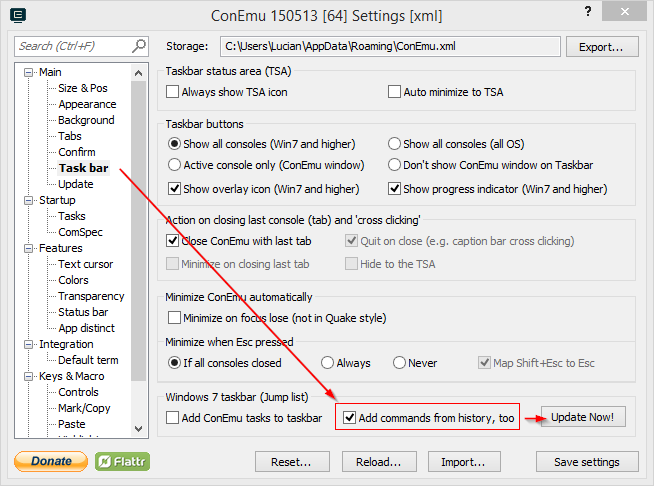 ConEmu 150513 [64] Settings [xml]
?
Search (Ctrl+F)
Storage:
C:\Users\Lucian\AppData\Roaming\ConEmu.xml
Export...
Main
Size & Pos
Appearance
Background
Tabs
Confirm
Task bar
Update
Startup
Tasks
ComSpec
Features
Text cursor
Colors
Transparency
Status bar
App distinct
Integration
Default term
Keys & Macro
Controls
Mark/Copy
Paste
Taskbar status area (TSA)
Always show TSA icon
Auto minimize to TSA
Taskbar buttons
Show all consoles (Win7 and higher)
Show all consoles (all OS)
Active console only (ConEmu window)
Don't show ConEmu window on Taskbar
Show overlay icon (Win7 and higher)
Show progress indicator (Win7 and higher)
Action on closing last console (tab) and 'cross clicking'
Close ConEmu with last tab
Quit on close (e.g. caption bar cross clicking)
Minimize on closing last tab
Hide to the TSA
Minimize ConEmu automatically
Minimize on focus lose (not in Quake style)
Minimize when Esc pressed
If all consoles closed
Always
Never
Map Shift+Esc to Esc
Windows 7 taskbar (Jump list)
Add ConEmu tasks to taskbar
Add commands from history, too
Update Now!
Donate
Flattr
Reset...
Reload...
Import...
Save settings